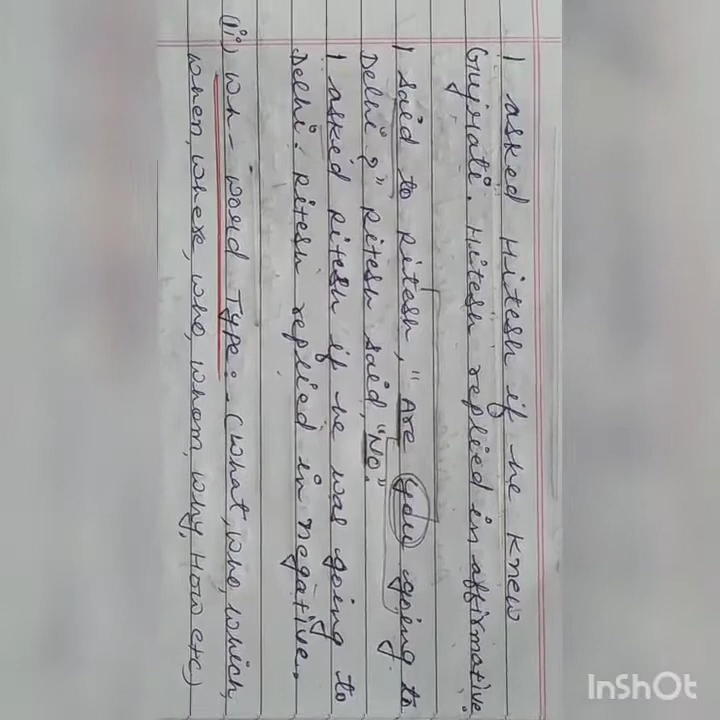 I asked Hitesh if he knew
Gujrati. Hitesh replied in affirmative.
I said to Ritesh, "Are you going to
Delhi?" Ritesh said, "No".
I asked Ritesh if he was going to
Delhi. Ritesh replied in negative.
(ii) Wh-word Type:- (what, who, which,
when, where, who, whom, why, How etc)
InShOt